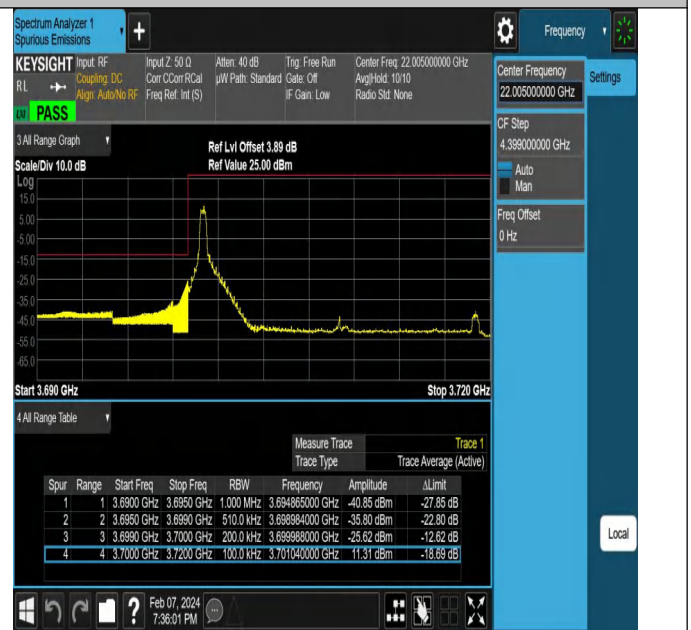 Spectrum Analyzer 1
Spurious Emissions
Frequency
KEYSIGHT
RL
Input: RF
Coupling: DC
Align: Auto/No RF
Input Z: 50 Ω
Corr CCorr RCal
Freq Ref: Int (S)
Atten: 40 dB
µW Path: Standard
Trig: Free Run
Gate: Off
IF Gain: Low
Center Freq: 22.005000000 GHz
Avg|Hold: 10/10
Radio Std: None
PASS
Center Frequency
22.005000000 GHz
Settings
CF Step
4.399000000 GHz
Auto
Man
Freq Offset
0 Hz
3 All Range Graph
Scale/Div 10.0 dB
Ref Lvl Offset 3.89 dB
Ref Value 25.00 dBm
Log
15.0
5.00
-5.00
-15.0
-25.0
-35.0
-45.0
-55.0
-65.0
Start 3.690 GHz
Stop 3.720 GHz
4 All Range Table
Measure Trace Trace 1
Trace Type Trace Average (Active)
Spur Range Start Freq Stop Freq RBW Frequency Amplitude ΔLimit
1 1 3.6900 GHz 3.6950 GHz 1.000 MHz 3.694865000 GHz -40.85 dBm -27.85 dB
2 2 3.6950 GHz 3.6990 GHz 510.0 kHz 3.698984000 GHz -35.80 dBm -22.80 dB
3 3 3.6990 GHz 3.7000 GHz 200.0 kHz 3.699988000 GHz -25.62 dBm -12.62 dB
4 4 3.7000 GHz 3.7200 GHz 100.0 kHz 3.701040000 GHz 11.31 dBm -18.69 dB
Local
?
Feb 07, 2024
7:36:01 PM